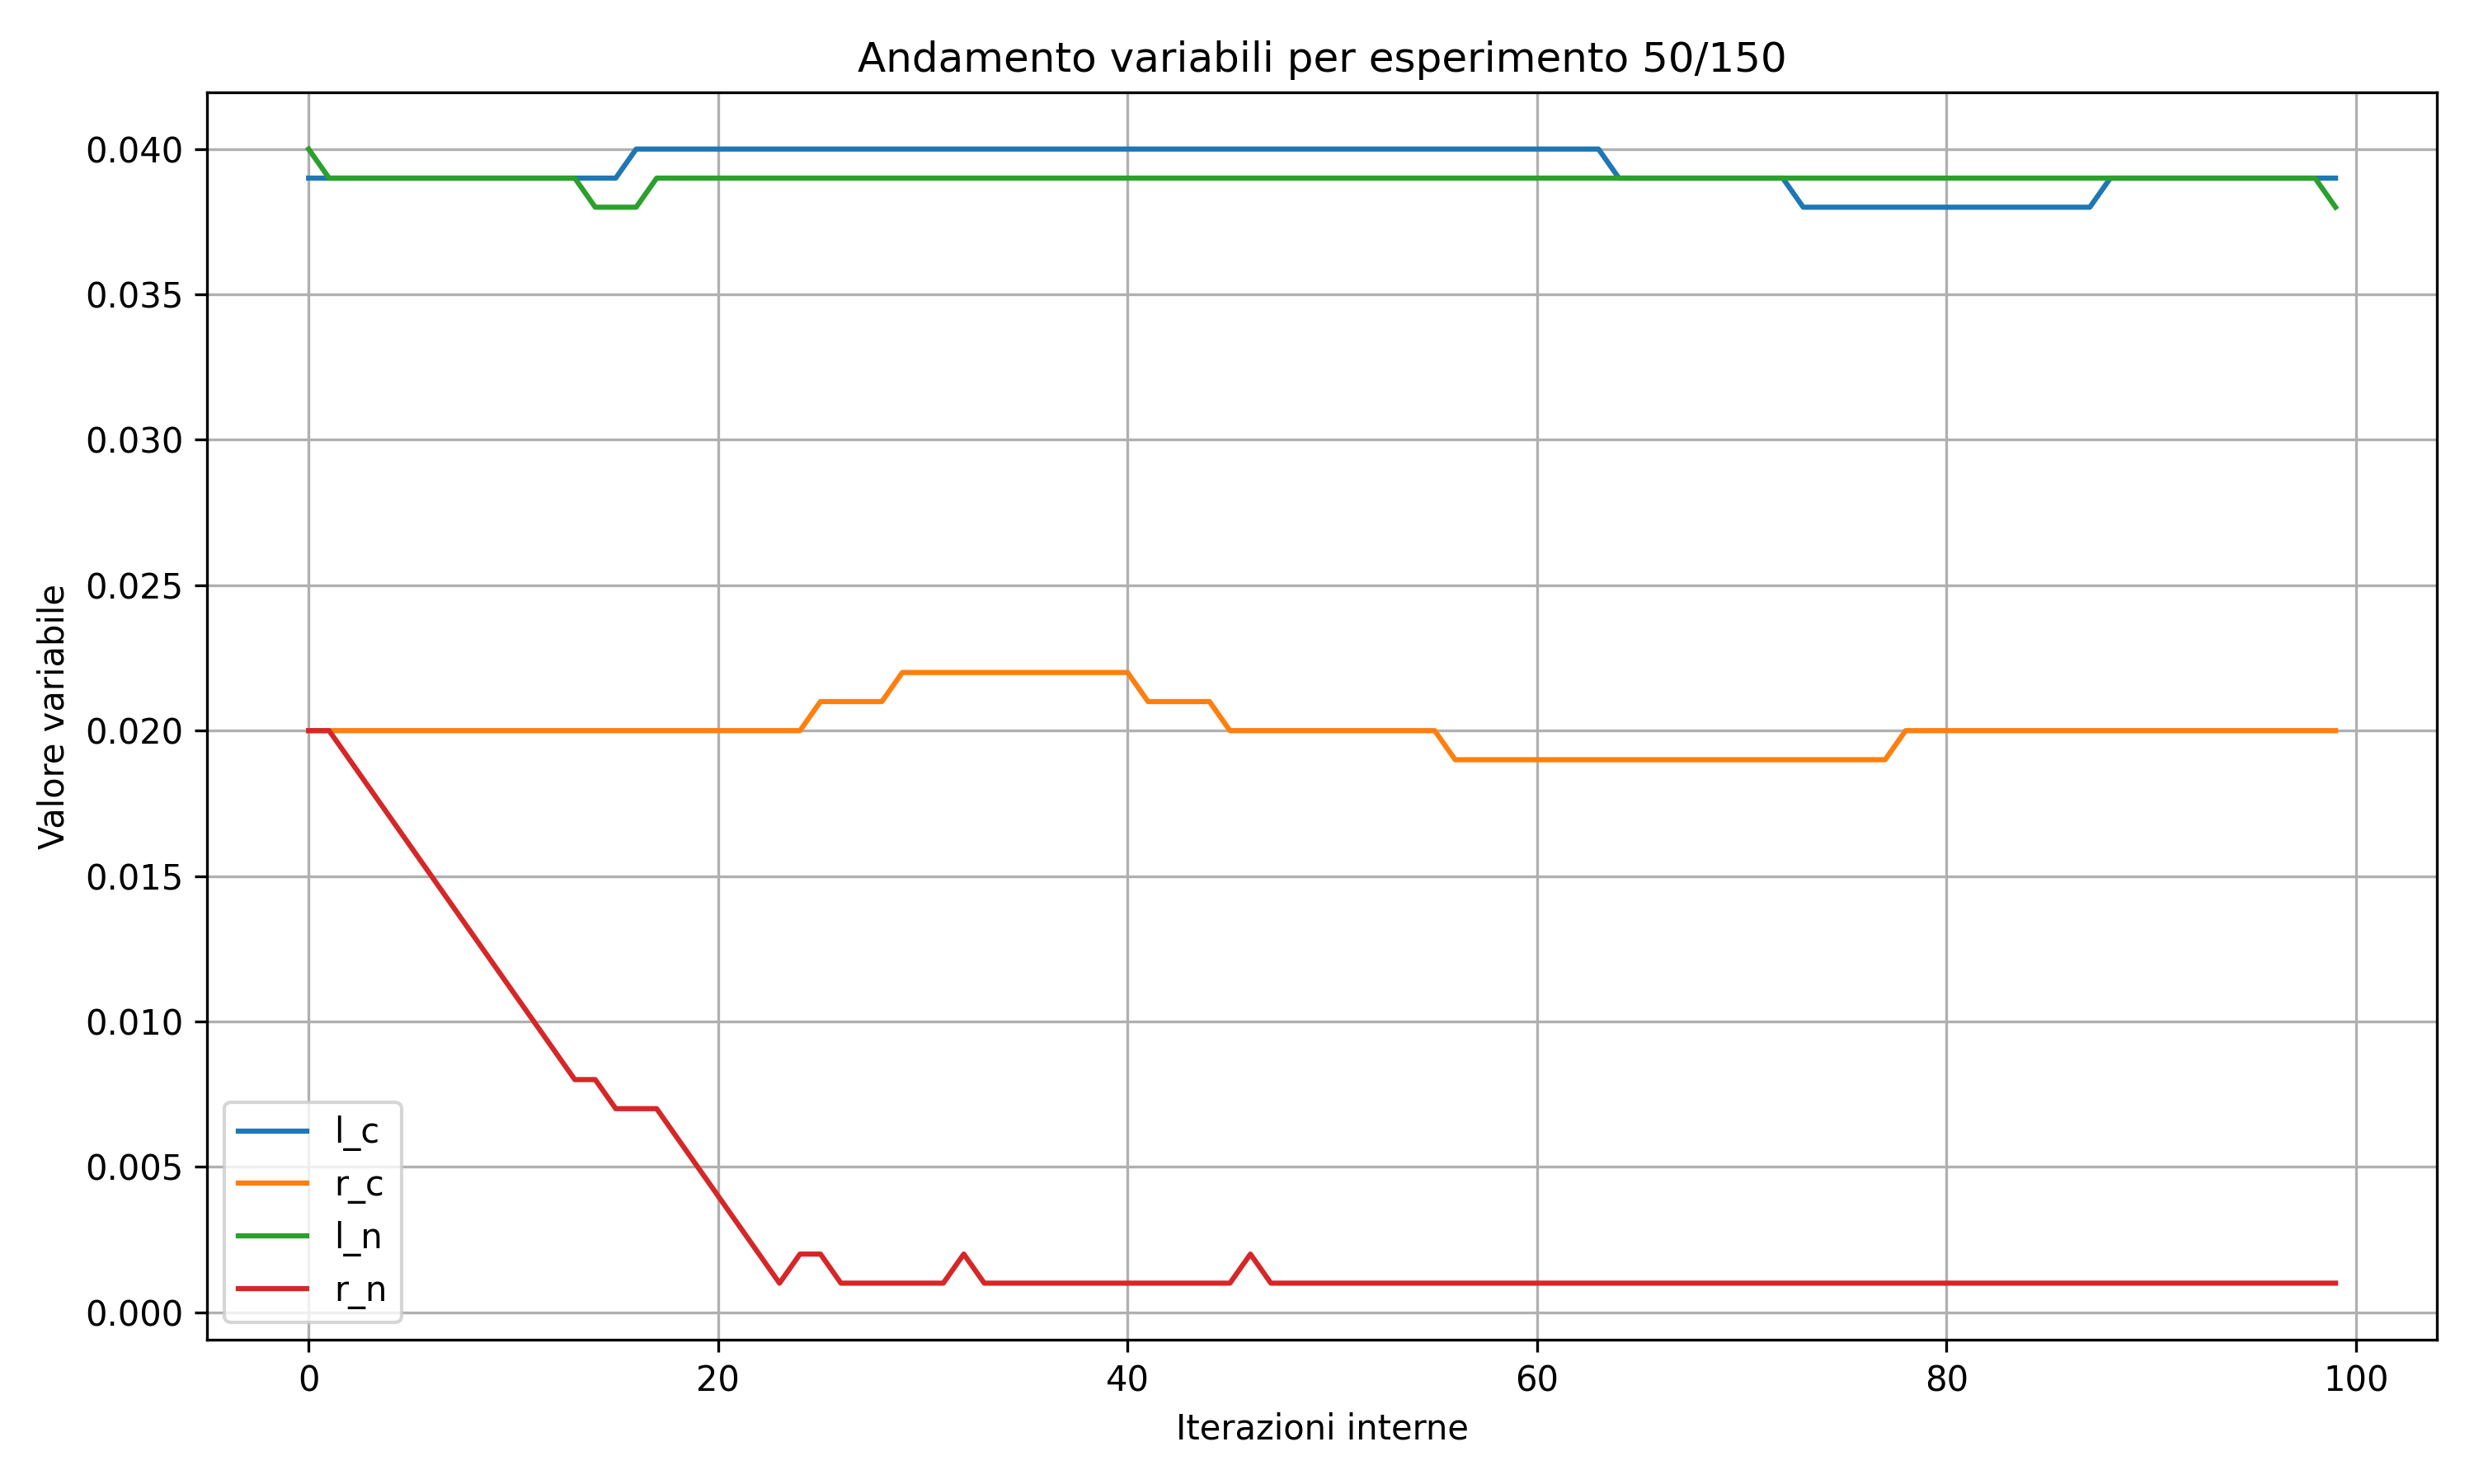 Andamento variabili per esperimento 50/150
Valore variabile
0.040
0.035
0.030
0.025
0.020
0.015
0.010
0.005
0.000
l_c
r_c
l_n
r_n
0 20 40 60 80 100
Iterazioni interne